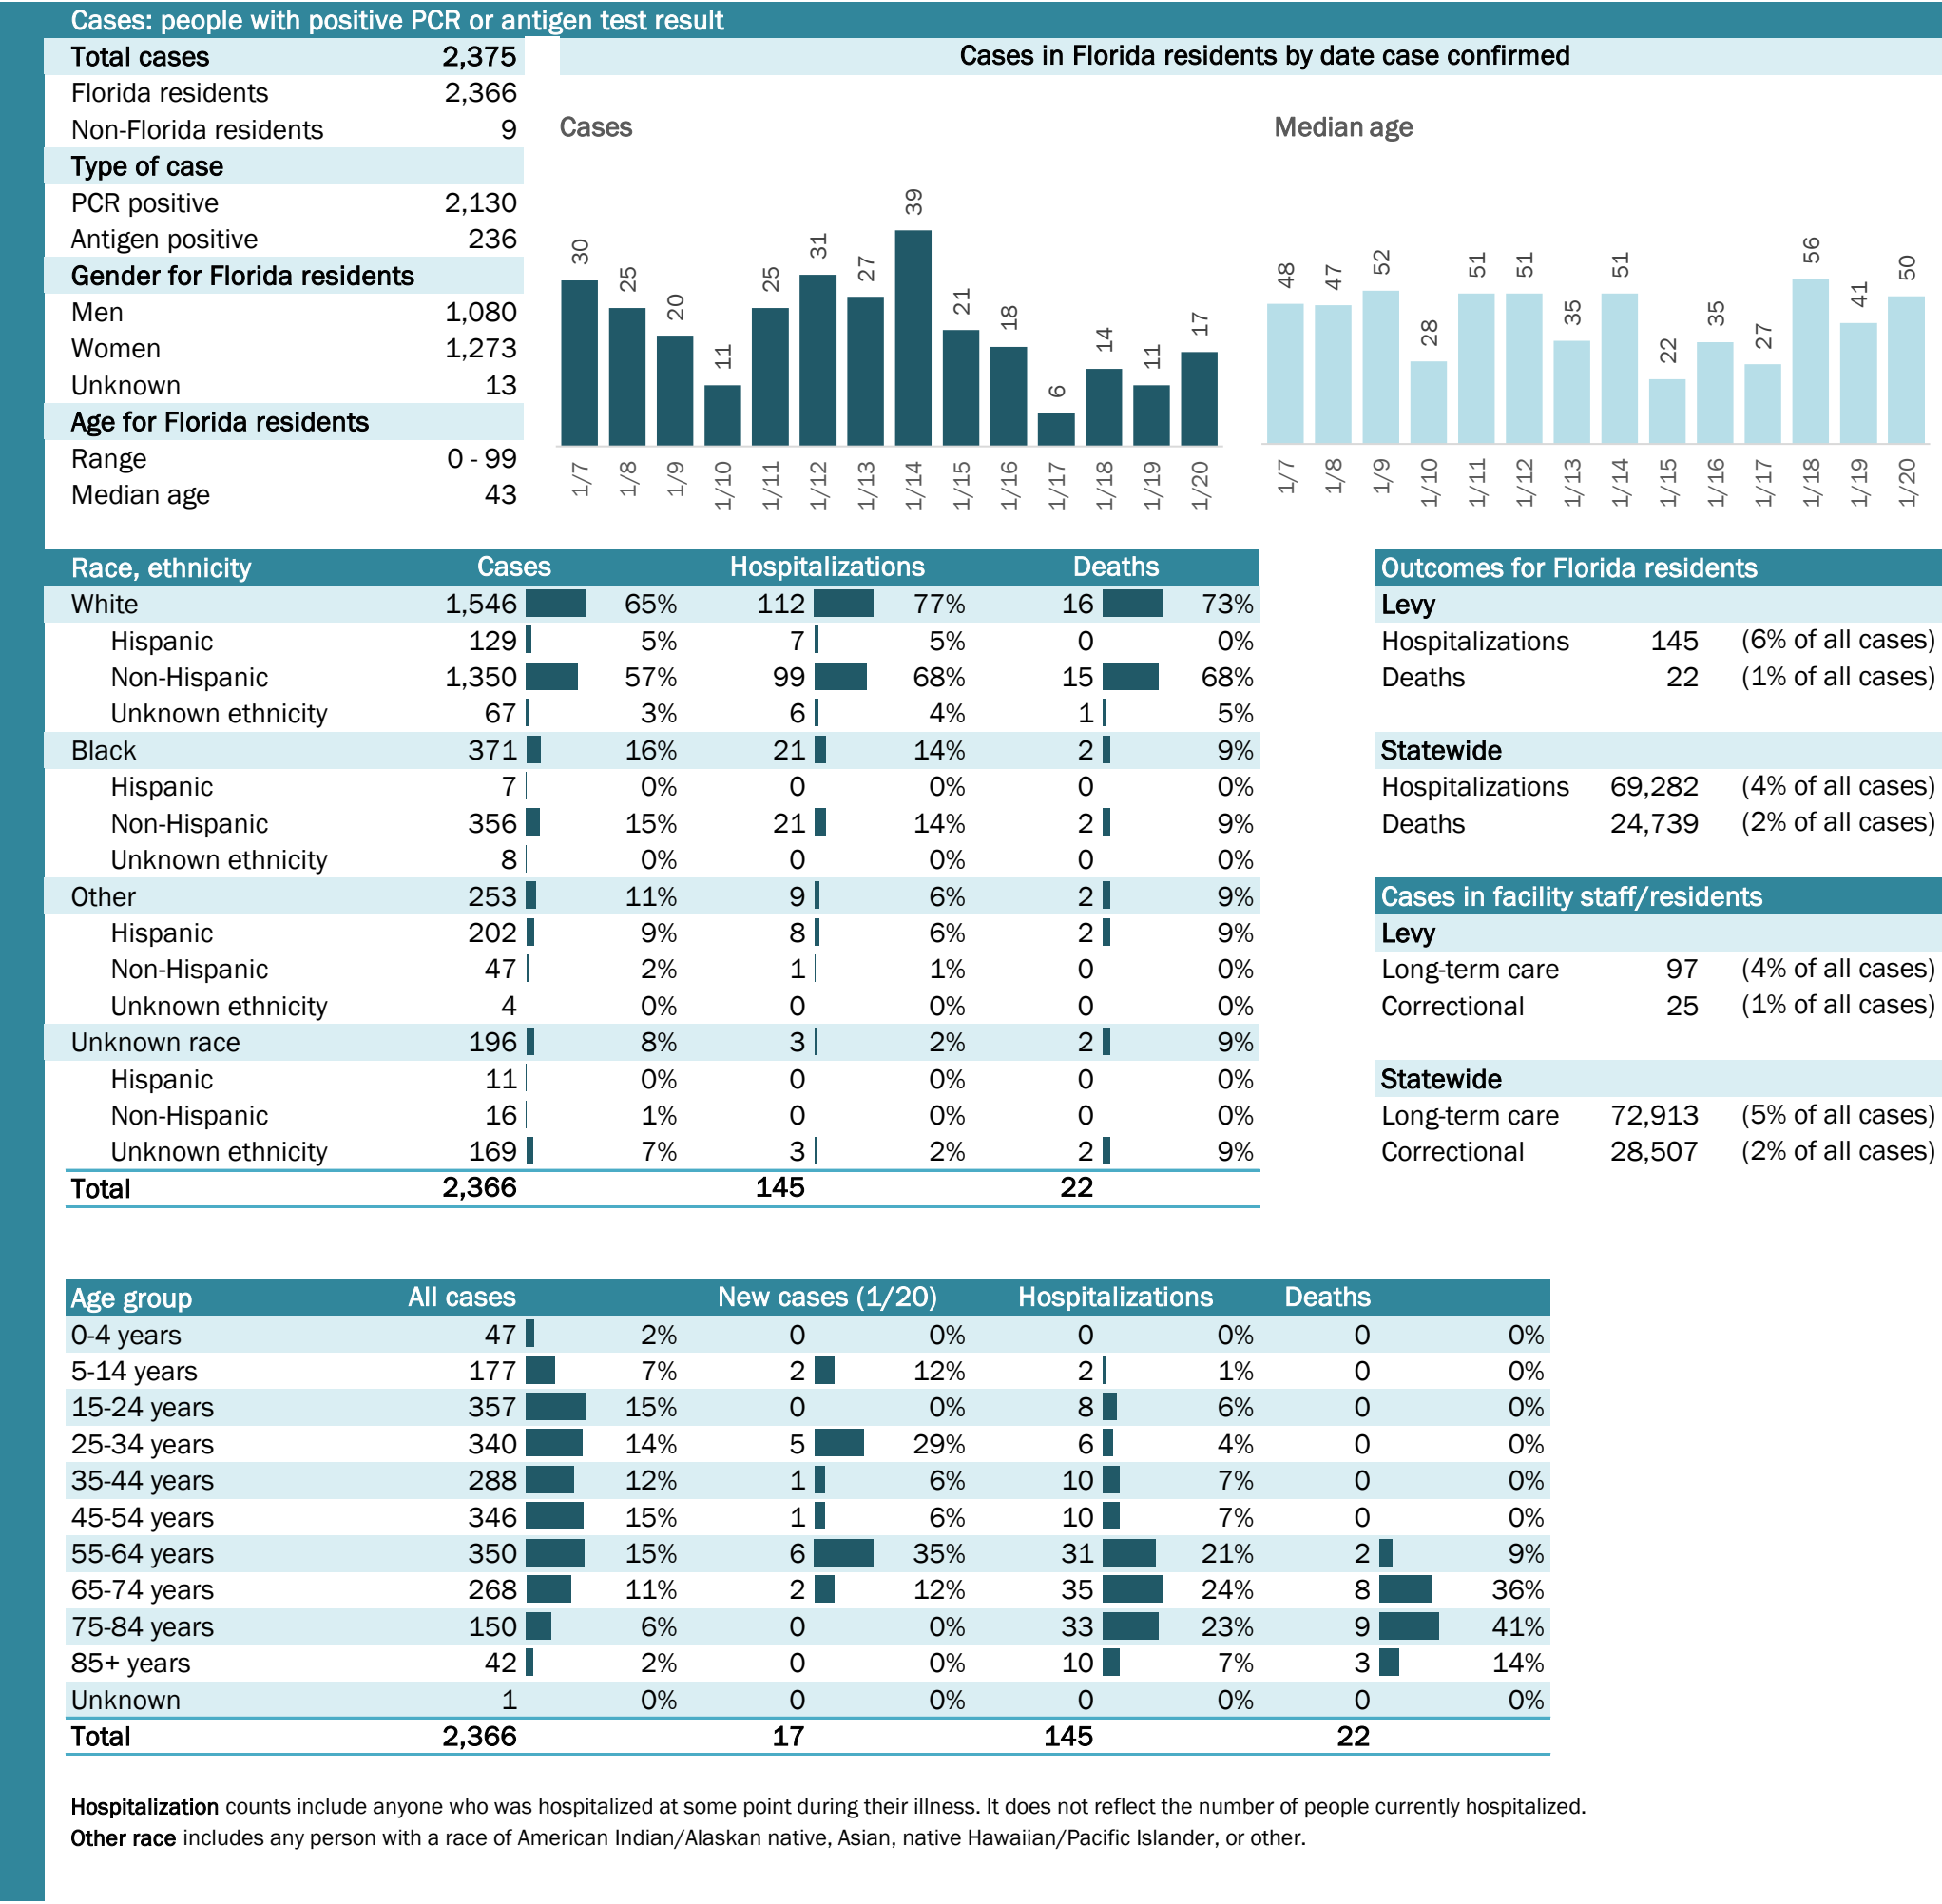 Cases: people with positive PCR or antigen test result
Total cases 2,375
Florida residents 2,366
Non-Florida residents 9
Type of case
PCR positive 2,130
Antigen positive 236
Gender for Florida residents
Men 1,080
Women 1,273
Unknown 13
Age for Florida residents
Range 0 - 99
Median age 43
Cases in Florida residents by date case confirmed
Cases
30 25 20 11 25 31 27 39 21 18 6 14 11 17
1/7 1/8 1/9 1/10 1/11 1/12 1/13 1/14 1/15 1/16 1/17 1/18 1/19 1/20
Median age
48 47 52 28 51 51 35 51 22 35 27 56 41 50
1/7 1/8 1/9 1/10 1/11 1/12 1/13 1/14 1/15 1/16 1/17 1/18 1/19 1/20
Race, ethnicity Cases Hospitalizations Deaths
White 1,546 65% 112 77% 16 73%
Hispanic 129 5% 7 5% 0 0%
Non-Hispanic 1,350 57% 99 68% 15 68%
Unknown ethnicity 67 3% 6 4% 1 5%
Black 371 16% 21 14% 2 9%
Hispanic 7 0% 0 0% 0 0%
Non-Hispanic 356 15% 21 14% 2 9%
Unknown ethnicity 8 0% 0 0% 0 0%
Other 253 11% 9 6% 2 9%
Hispanic 202 9% 8 6% 2 9%
Non-Hispanic 47 2% 1 1% 0 0%
Unknown ethnicity 4 0% 0 0% 0 0%
Unknown race 196 8% 3 2% 2 9%
Hispanic 11 0% 0 0% 0 0%
Non-Hispanic 16 1% 0 0% 0 0%
Unknown ethnicity 169 7% 3 2% 2 9%
Total 2,366 145 22
Outcomes for Florida residents
Levy
Hospitalizations 145 (6% of all cases)
Deaths 22 (1% of all cases)
Statewide
Hospitalizations 69,282 (4% of all cases)
Deaths 24,739 (2% of all cases)
Cases in facility staff/residents
Levy
Long-term care 97 (4% of all cases)
Correctional 25 (1% of all cases)
Statewide
Long-term care 72,913 (5% of all cases)
Correctional 28,507 (2% of all cases)
Age group All cases New cases (1/20) Hospitalizations Deaths
0-4 years 47 2% 0 0% 0 0% 0 0%
5-14 years 177 7% 2 12% 2 1% 0 0%
15-24 years 357 15% 0 0% 8 6% 0 0%
25-34 years 340 14% 5 29% 6 4% 0 0%
35-44 years 288 12% 1 6% 10 7% 0 0%
45-54 years 346 15% 1 6% 10 7% 0 0%
55-64 years 350 15% 6 35% 31 21% 2 9%
65-74 years 268 11% 2 12% 35 24% 8 36%
75-84 years 150 6% 0 0% 33 23% 9 41%
85+ years 42 2% 0 0% 10 7% 3 14%
Unknown 1 0% 0 0% 0 0% 0 0%
Total 2,366 17 145 22
Hospitalization counts include anyone who was hospitalized at some point during their illness. It does not reflect the number of people currently hospitalized.
Other race includes any person with a race of American Indian/Alaskan native, Asian, native Hawaiian/Pacific Islander, or other.